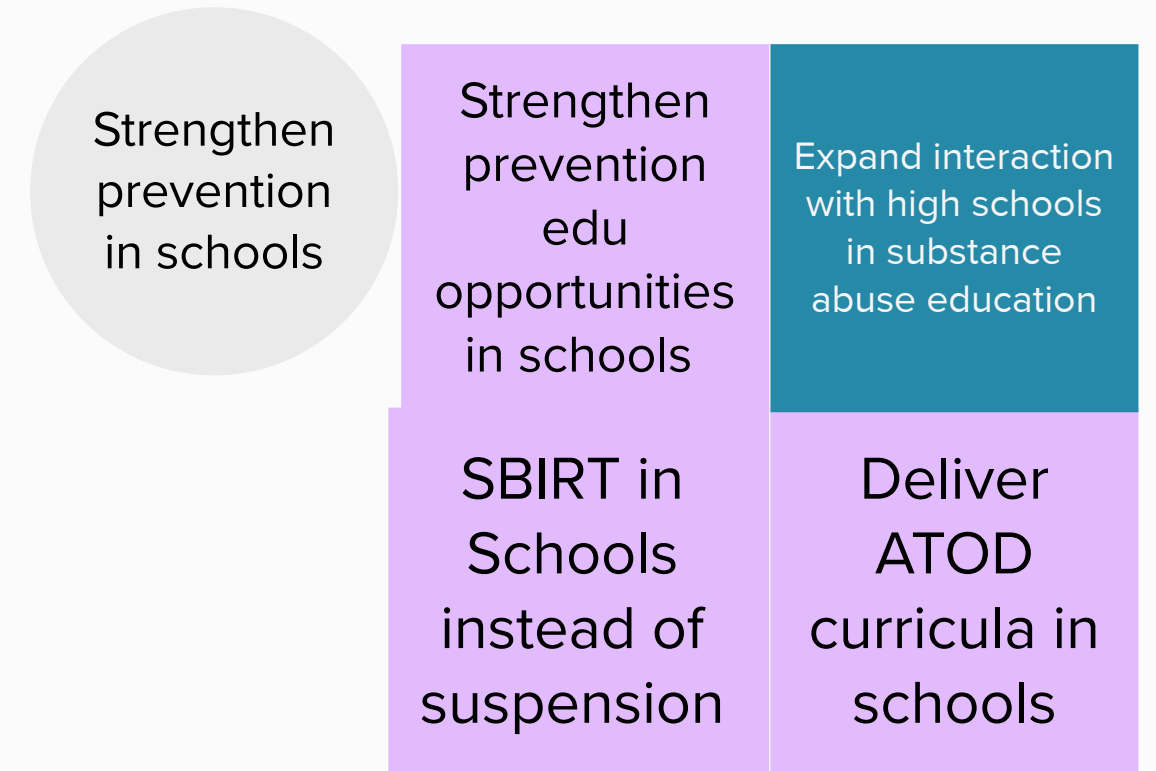 Strengthen
prevention
in schools
Strengthen
prevention
edu
opportunities
in schools
Expand interaction
with high schools
in substance
abuse education
SBIRT in
Schools
instead of
suspension
Deliver
ATOD
curricula in
schools